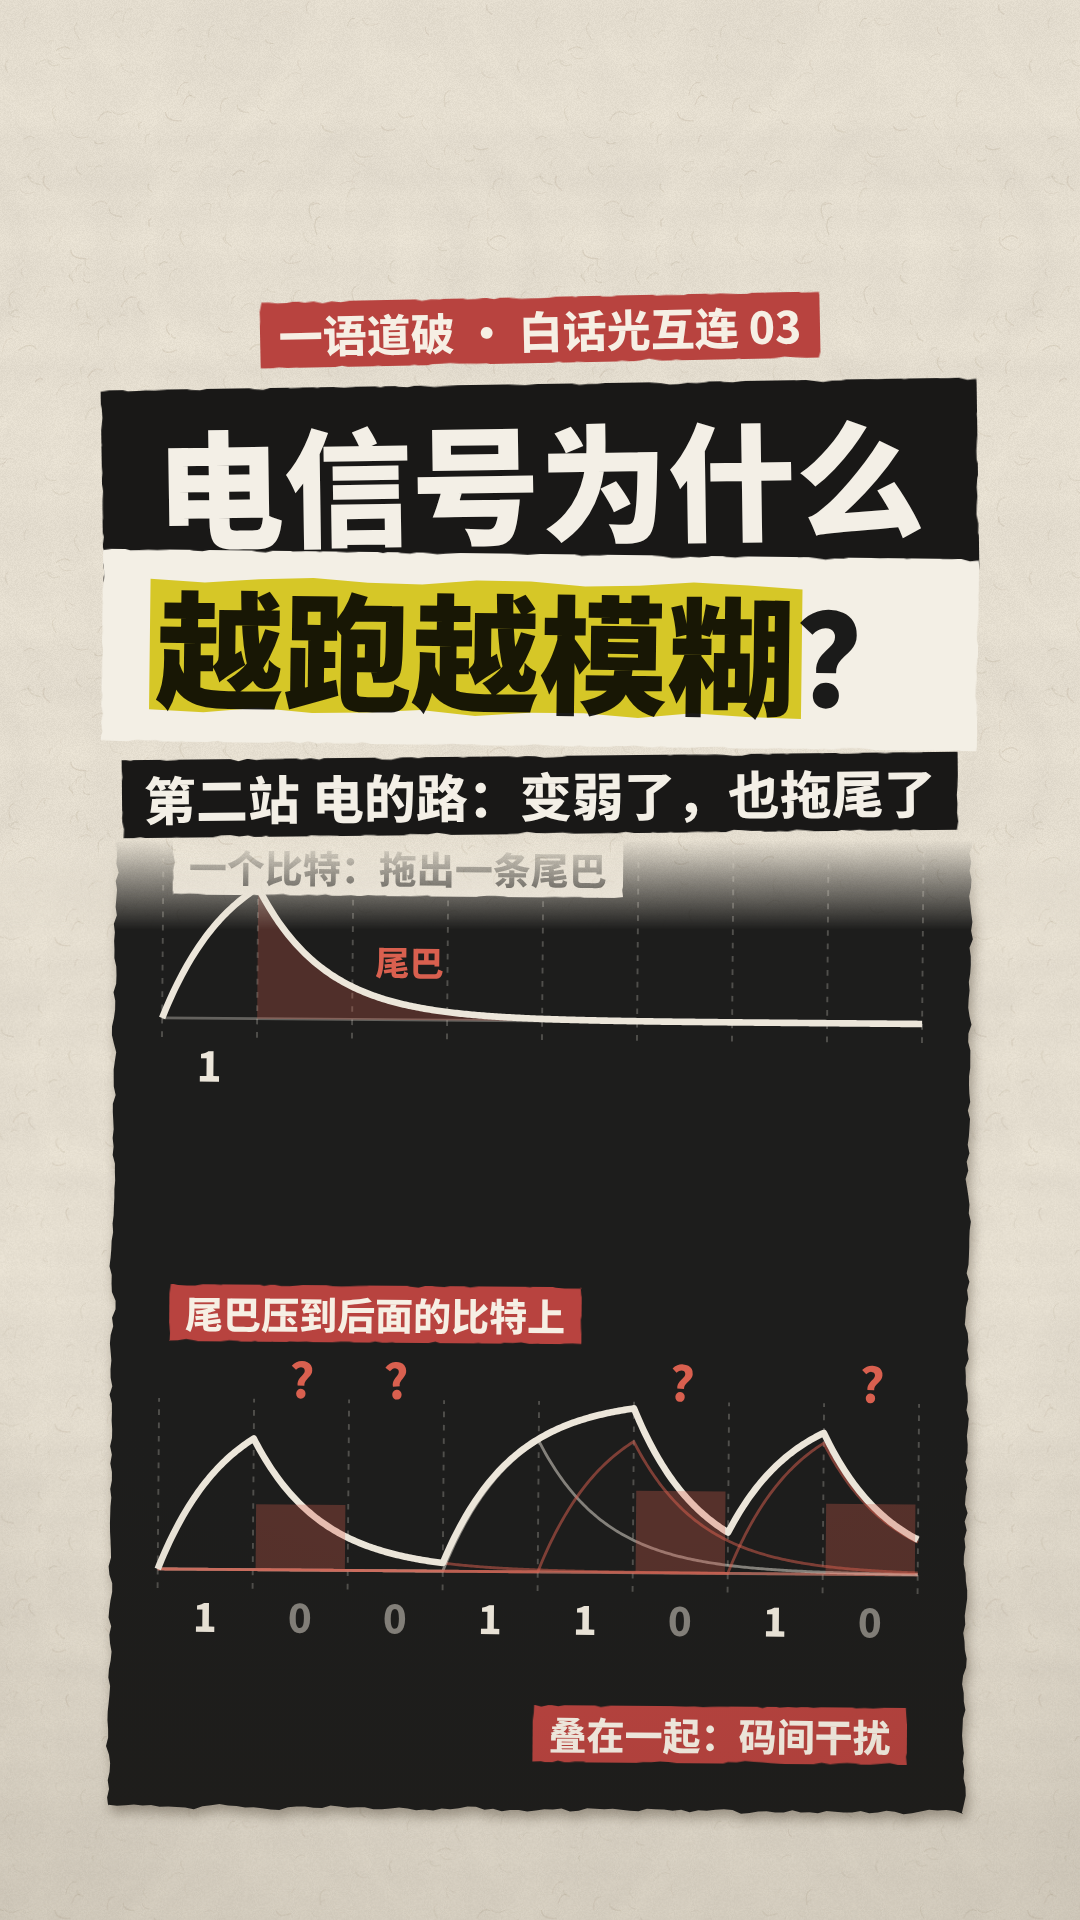 一语道破 · 白话光互连 03
电信号为什么
越跑越模糊?
第二站 电的路：变弱了，也拖尾了
一个比特：拖出一条尾巴
尾巴
1
尾巴压到后面的比特上
? ? ? ?
1 0 0 1 1 0 1 0
叠在一起：码间干扰